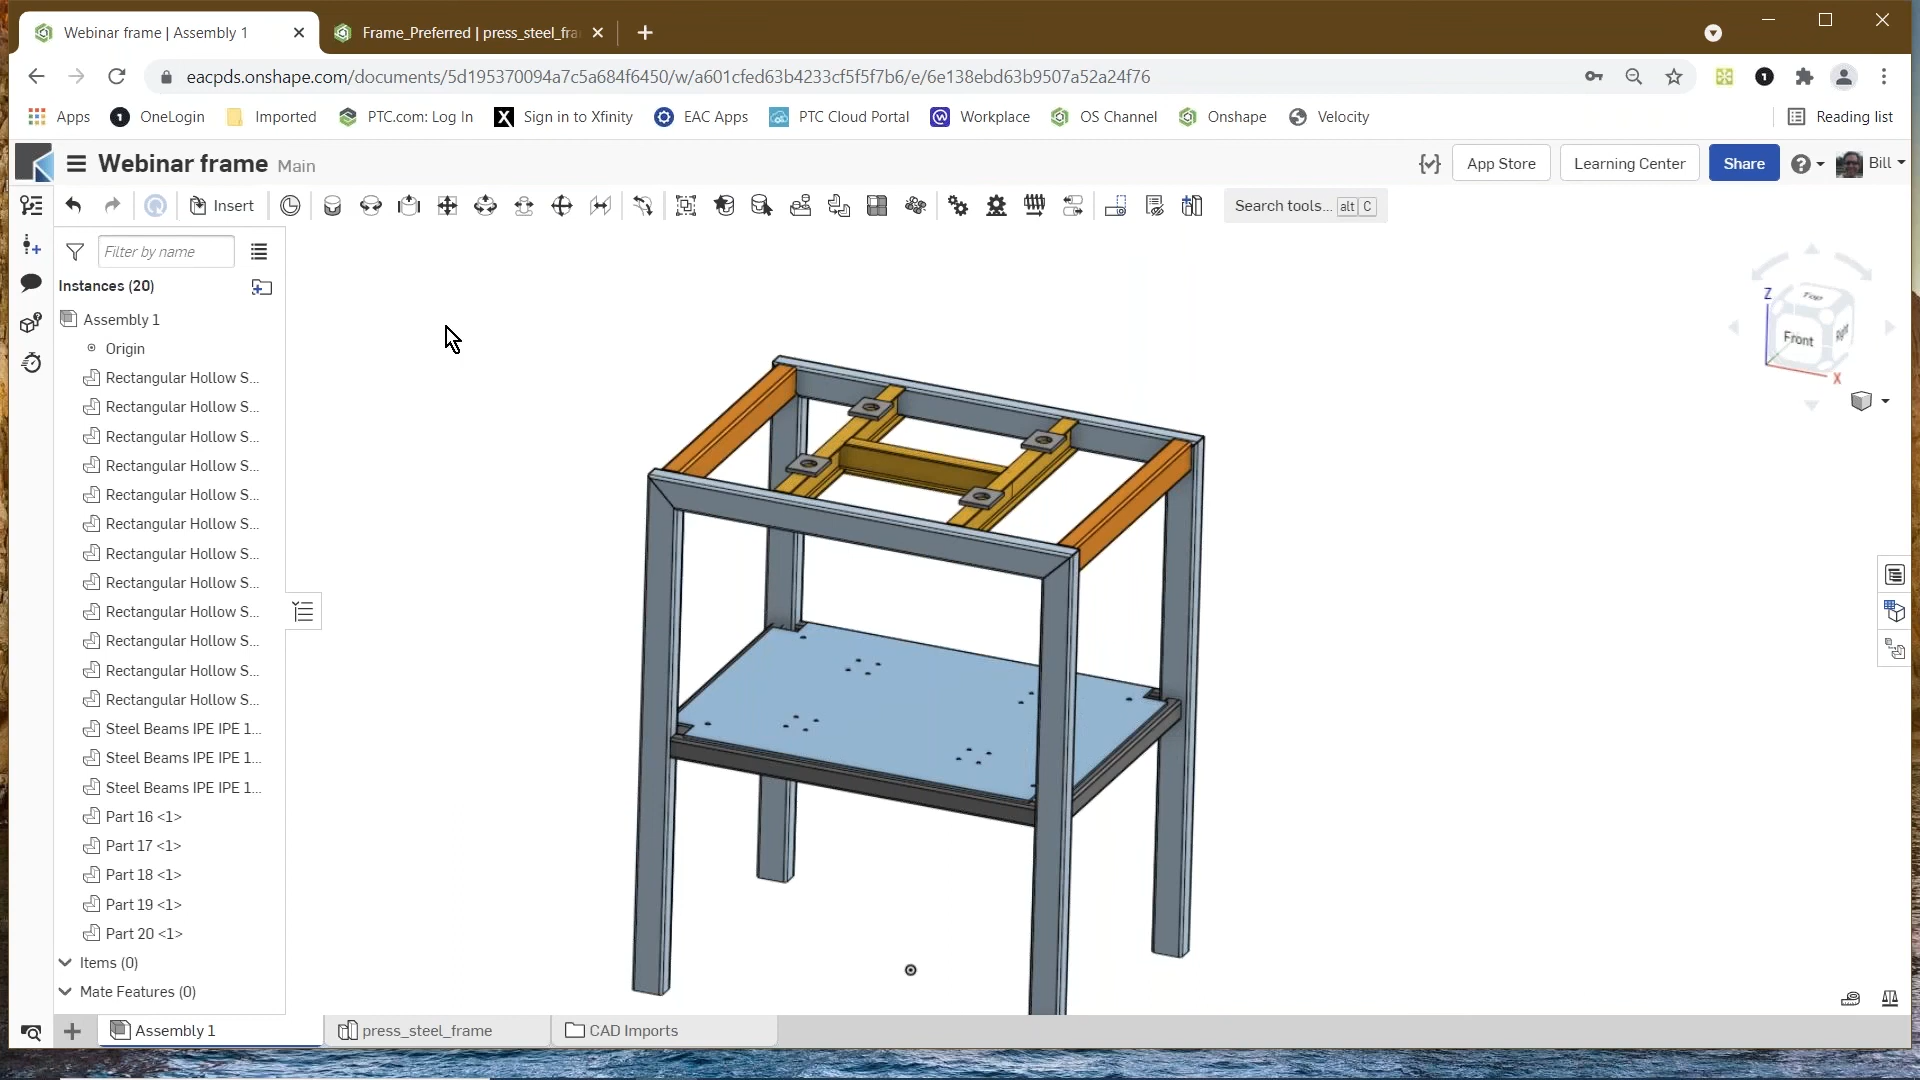 Webinar frame | Assembly 1
Frame_Preferred | press_steel_fra
eacpds.onshape.com/documents/5d195370094a7c5a684f6450/w/a601cfed63b4233cf5f5f7b6/e/6e138ebd63b9507a52a24f76
Apps
OneLogin
Imported
PTC.com: Log In
Sign in to Xfinity
EAC Apps
PTC Cloud Portal
Workplace
OS Channel
Onshape
Velocity
Reading list
Webinar frame Main
App Store
Learning Center
Share
Bill
Insert
Search tools... alt C
Filter by name
Instances (20)
Assembly 1
Origin
Rectangular Hollow S...
Rectangular Hollow S...
Rectangular Hollow S...
Rectangular Hollow S...
Rectangular Hollow S...
Rectangular Hollow S...
Rectangular Hollow S...
Rectangular Hollow S...
Rectangular Hollow S...
Rectangular Hollow S...
Rectangular Hollow S...
Rectangular Hollow S...
Steel Beams IPE IPE 1...
Steel Beams IPE IPE 1...
Steel Beams IPE IPE 1...
Part 16 <1>
Part 17 <1>
Part 18 <1>
Part 19 <1>
Part 20 <1>
Items (0)
Mate Features (0)
Z
Top
Front
Right
X
Assembly 1
press_steel_frame
CAD Imports